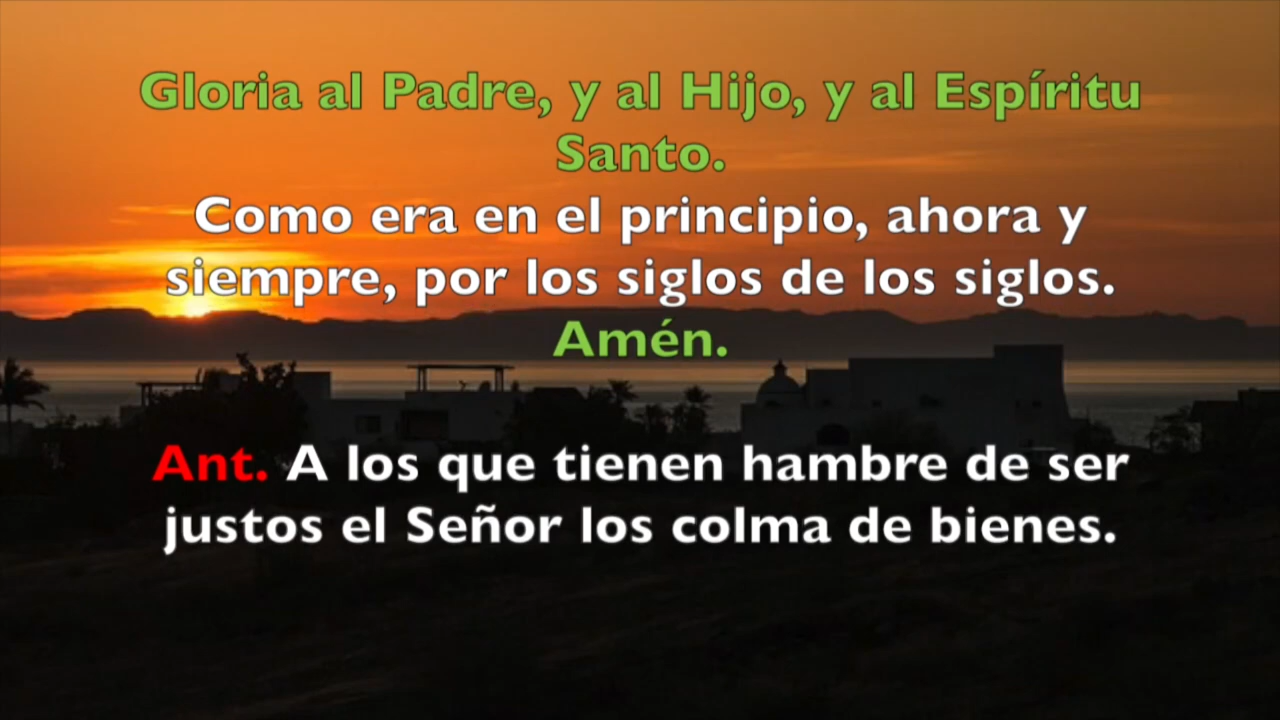 Gloria al Padre, y al Hijo, y al Espíritu
Santo.
Como era en el principio, ahora y
siempre, por los siglos de los siglos.
Amén.
Ant. A los que tienen hambre de ser
justos el Señor los colma de bienes.